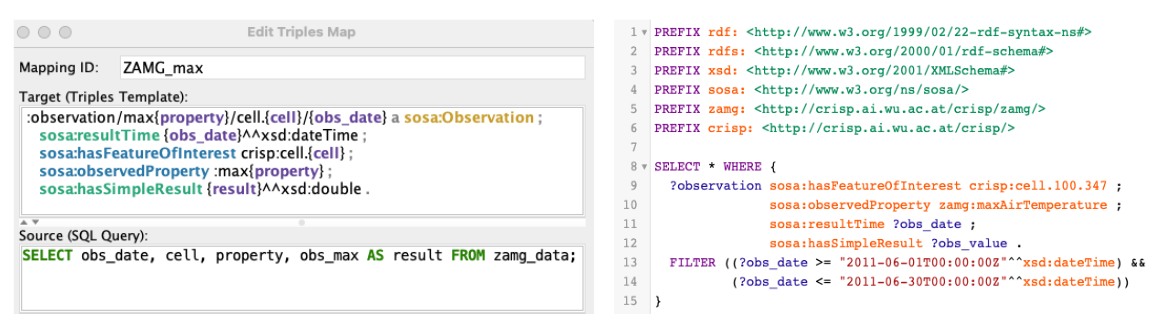 Edit Triples Map
Mapping ID: ZAMG_max
Target (Triples Template):
:observation/max{property}/cell.{cell}/{obs_date} a sosa:Observation ;
sosa:resultTime {obs_date}^^xsd:dateTime ;
sosa:hasFeatureOfInterest crisp:cell.{cell} ;
sosa:observedProperty :max{property} ;
sosa:hasSimpleResult {result}^^xsd:double .
Source (SQL Query):
SELECT obs_date, cell, property, obs_max AS result FROM zamg_data;
1 PREFIX rdf: <http://www.w3.org/1999/02/22-rdf-syntax-ns#>
2 PREFIX rdfs: <http://www.w3.org/2000/01/rdf-schema#>
3 PREFIX xsd: <http://www.w3.org/2001/XMLSchema#>
4 PREFIX sosa: <http://www.w3.org/ns/sosa/>
5 PREFIX zamg: <http://crisp.ai.wu.ac.at/crisp/zamg/>
6 PREFIX crisp: <http://crisp.ai.wu.ac.at/crisp/>
7
8 SELECT * WHERE {
9 ?observation sosa:hasFeatureOfInterest crisp:cell.100.347 ;
10 sosa:observedProperty zamg:maxAirTemperature ;
11 sosa:resultTime ?obs_date ;
12 sosa:hasSimpleResult ?obs_value .
13 FILTER ((?obs_date >= "2011-06-01T00:00:00Z"^^xsd:dateTime) &&
14 (?obs_date <= "2011-06-30T00:00:00Z"^^xsd:dateTime))
15 }